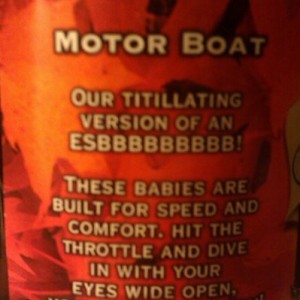 MOTOR BOAT
OUR TITILLATING
VERSION OF AN
ESBBBBBBBBBB!
THESE BABIES ARE
BUILT FOR SPEED AND
COMFORT. HIT THE
THROTTLE AND DIVE
IN WITH YOUR
EYES WIDE OPEN.